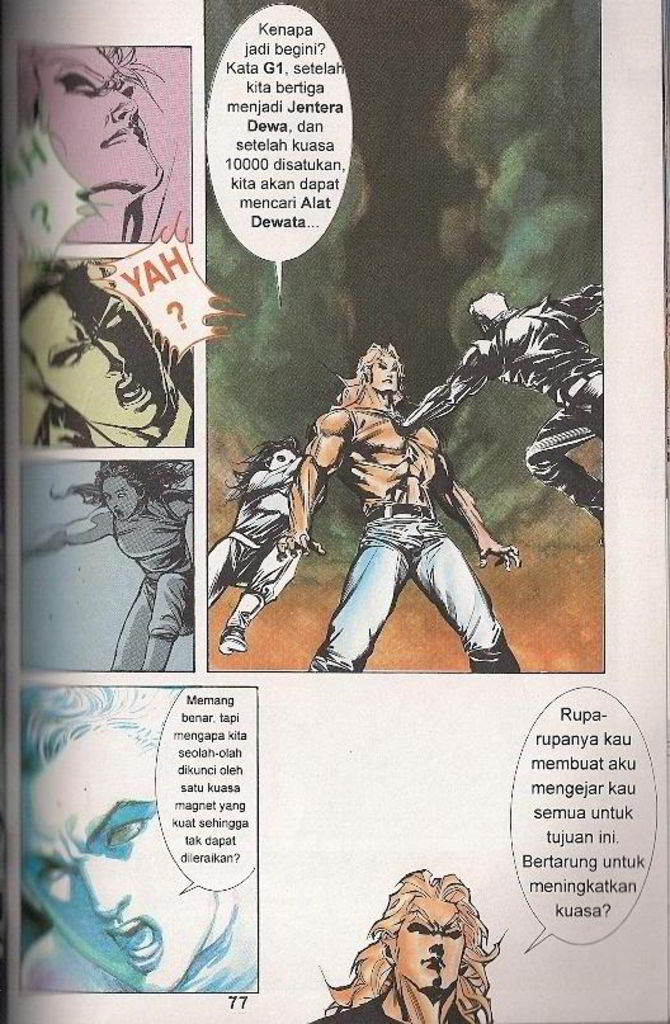 Kenapa
jadi begini?
Kata G1, setelah
kita bertiga
menjadi Jentera
Dewa, dan
setelah kuasa
10000 disatukan,
kita akan dapat
mencari Alat
Dewata...
?
YAH
?
Memang
benar, tapi
mengapa kita
seolah-olah
dikunci oleh
satu kuasa
magnet yang
kuat sehingga
tak dapat
dileraikan?
Rupa-
rupanya kau
membuat aku
mengejar kau
semua untuk
tujuan ini.
Bertarung untuk
meningkatkan
kuasa?
77